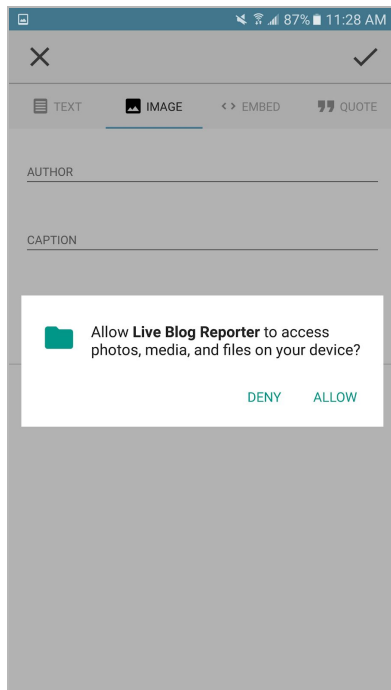 87% 11:28 AM
TEXT IMAGE <> EMBED QUOTE
AUTHOR
CAPTION
Allow Live Blog Reporter to access
photos, media, and files on your device?
DENY ALLOW